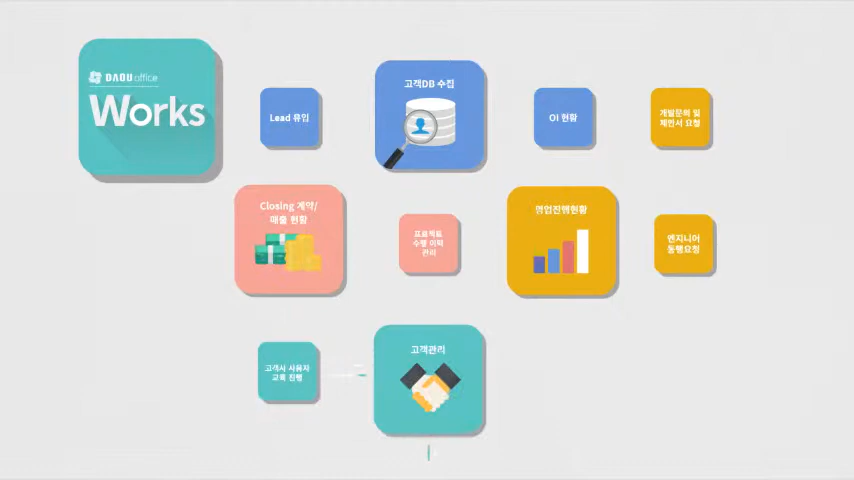 DAOU office
Works
Lead 유입
고객DB 수집
OI 현황
개발문의 및
제안서 요청
Closing 계약/
매출 현황
프로젝트
수행 이력
관리
영업진행현황
엔지니어
동행요청
고객사 사용자
교육 진행
고객관리